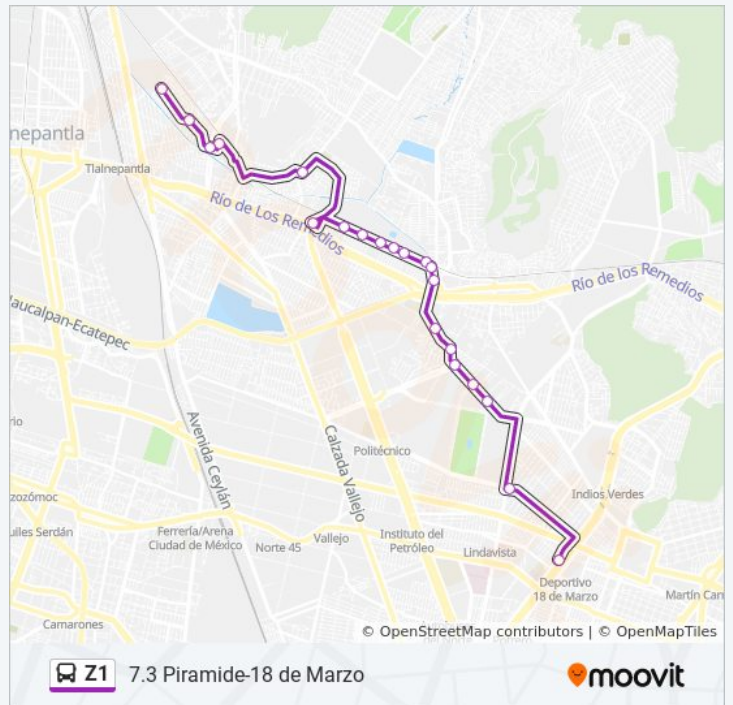 nepantla
Tlalnepantla
Río de Los Remedios
Río de los Remedios
laucalpan-Ecatepec
rio
Avenida Ceylán
Calzada Vallejo
Politécnico
Indios Verdes
zozómoc
uiles Serdán
Ferrería/Arena
Ciudad de México
Norte 45
Vallejo
Instituto del
Petróleo
Lindavista
Deportivo
18 de Marzo
Martín Car
Camarones
© OpenStreetMap contributors | © OpenMapTiles
Z1
7.3 Piramide-18 de Marzo
moovit